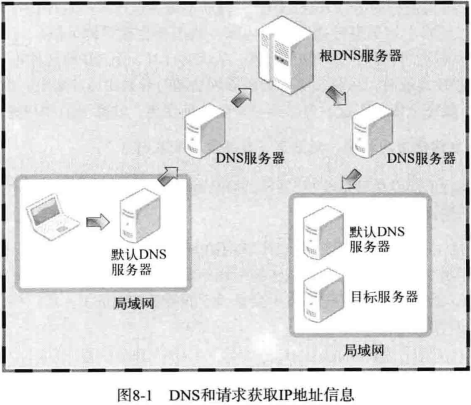 根DNS服务器
DNS服务器
DNS服务器
默认DNS
服务器
局域网
默认DNS
服务器
目标服务器
局域网
图8-1 DNS和请求获取IP地址信息